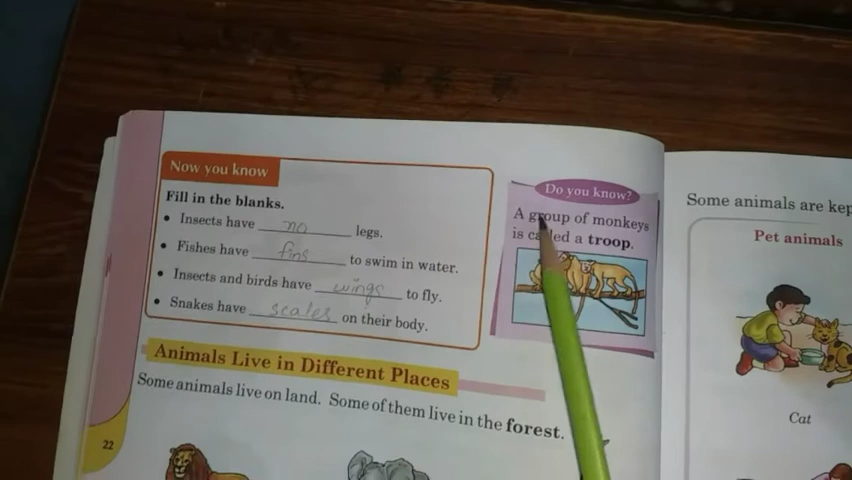 Now you know
Fill in the blanks.
• Insects have no legs.
• Fishes have fins to swim in water.
• Insects and birds have wings to fly.
• Snakes have scales on their body.
Do you know?
A group of monkeys
is called a troop.
Animals Live in Different Places
Some animals live on land. Some of them live in the forest.
22
Some animals are kep
Pet animals
Cat